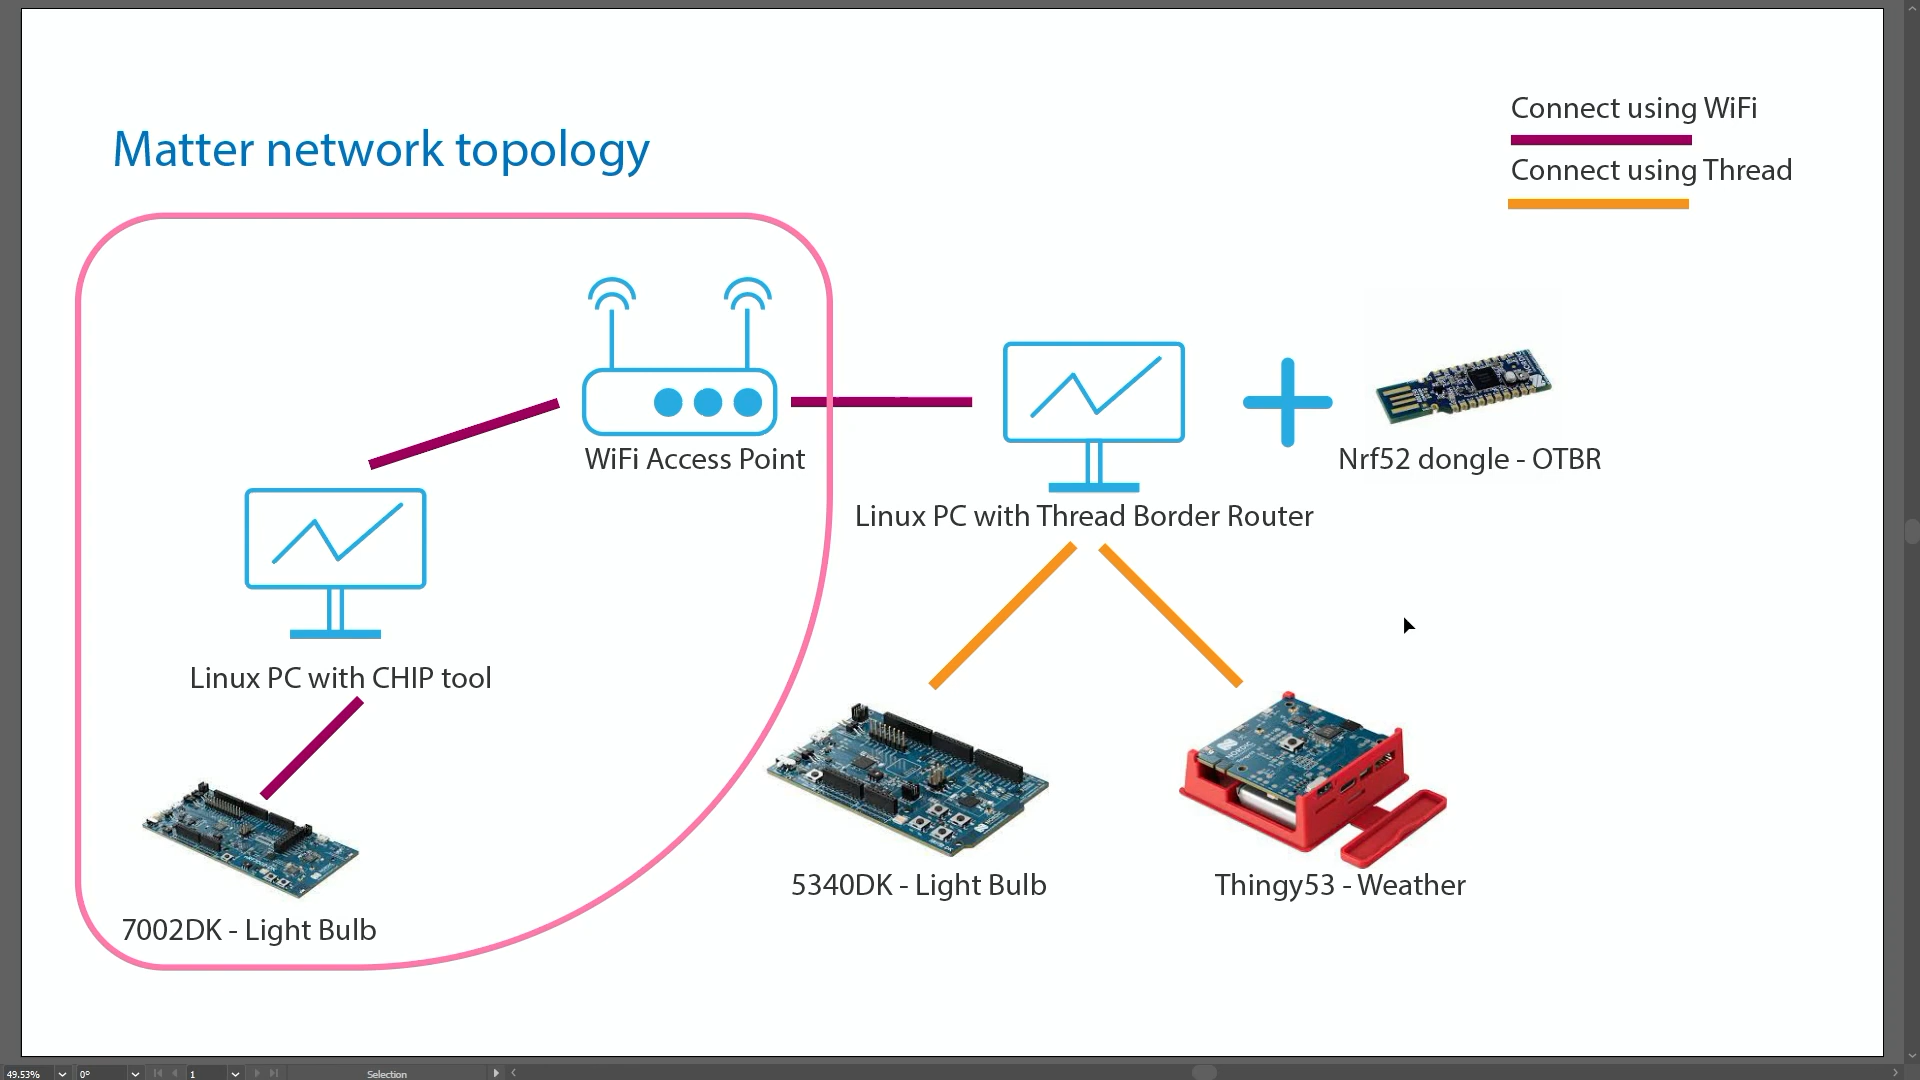 Matter network topology
Connect using WiFi
Connect using Thread
WiFi Access Point
Nrf52 dongle - OTBR
Linux PC with Thread Border Router
Linux PC with CHIP tool
5340DK - Light Bulb
Thingy53 - Weather
7002DK - Light Bulb
49.53%
0°
1
Selection